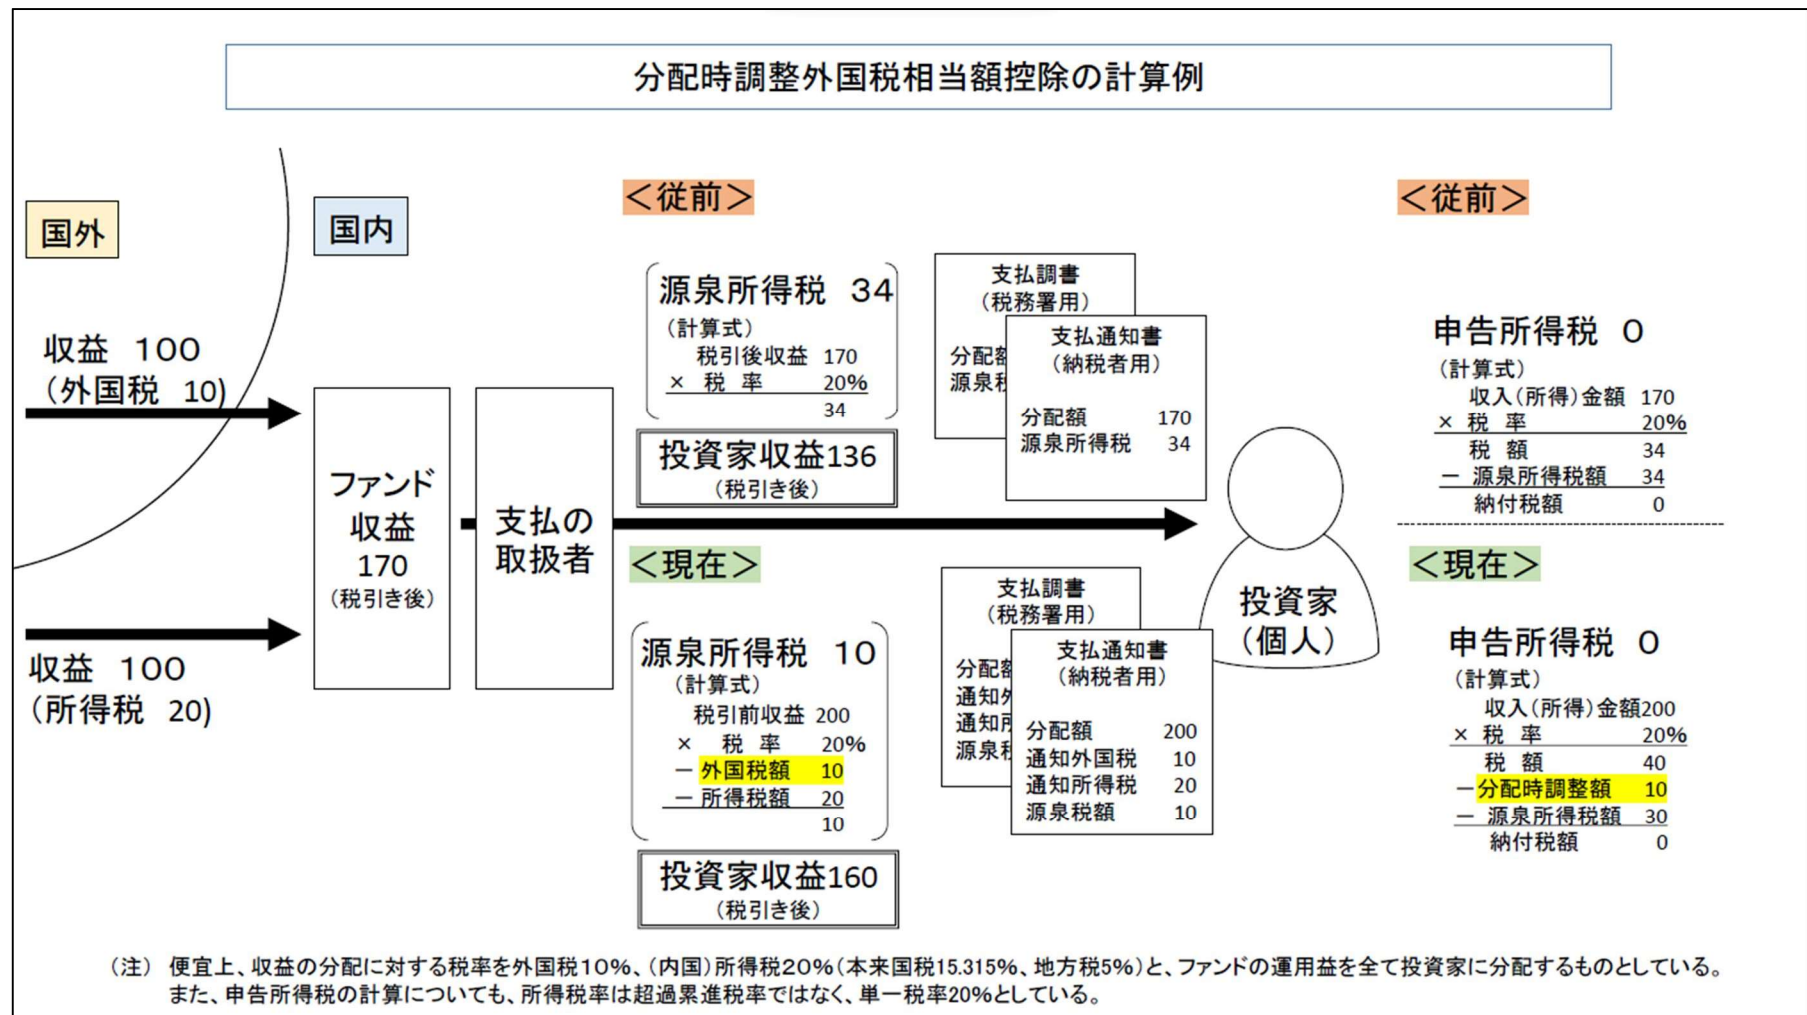 分配時調整外国税相当額控除の計算例
国外
国内
収益　100
（外国税　10）
収益　100
（所得税　20）
ファンド
収益
170
（税引き後）
支払の
取扱者
＜従前＞
源泉所得税　34
（計算式）
税引後収益　170
×　税　率　20%
34
投資家収益136
（税引き後）
支払調書
（税務署用）
分配額
源泉税
支払通知書
（納税者用）
分配額　170
源泉所得税　34
＜現在＞
源泉所得税　10
（計算式）
税引前収益　200
×　税　率　20%
－　外国税額　10
－　所得税額　20
10
投資家収益160
（税引き後）
支払調書
（税務署用）
分配
通知外
通知所
源泉
支払通知書
（納税者用）
分配額　200
通知外国税　10
通知所得税　20
源泉税額　10
投資家
（個人）
＜従前＞
申告所得税　0
（計算式）
収入（所得）金額　170
×　税　率　20%
税　額　34
－　源泉所得税額　34
納付税額　0
＜現在＞
申告所得税　0
（計算式）
収入（所得）金額200
×　税　率　20%
税　額　40
－分配時調整額　10
－　源泉所得税額　30
納付税額　0
（注）　便宜上、収益の分配に対する税率を外国税10%、（内国）所得税20%（本来国税15.315%、地方税5%）と、ファンドの運用益を全て投資家に分配するものとしている。
また、申告所得税の計算についても、所得税率は超過累進税率ではなく、単一税率20%としている。